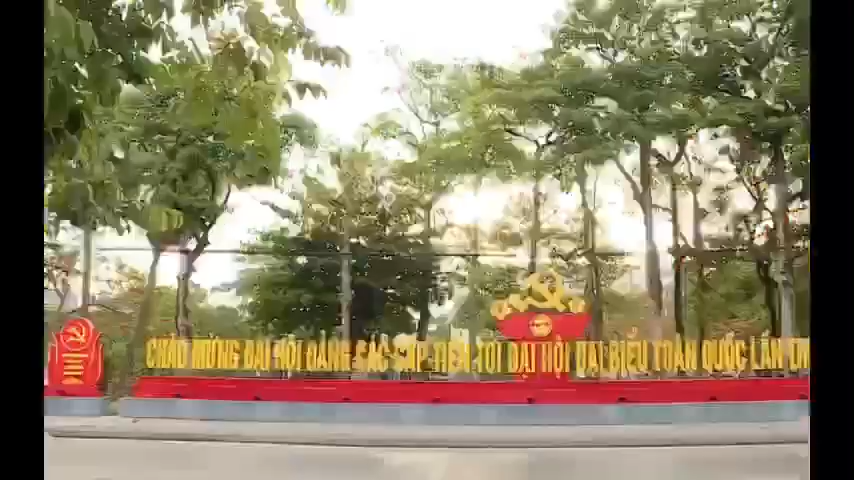 CHÀO MỪNG ĐẠI HỘI ĐẢNG CÁC CẤP TIẾN TỚI ĐẠI HỘI ĐẠI BIỂU TOÀN QUỐC LẦN